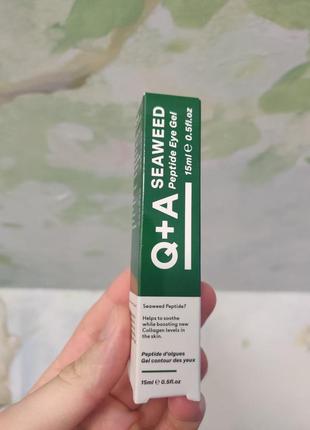 Q+A SEAWEED
Peptide Eye Gel
15ml ℮ 0.5fl.oz
Seaweed Peptide?
Helps to soothe
while boosting new
Collagen levels in
the skin.
Peptide d'algues
Gel contour des yeux
15ml ℮ 0.5fl.oz